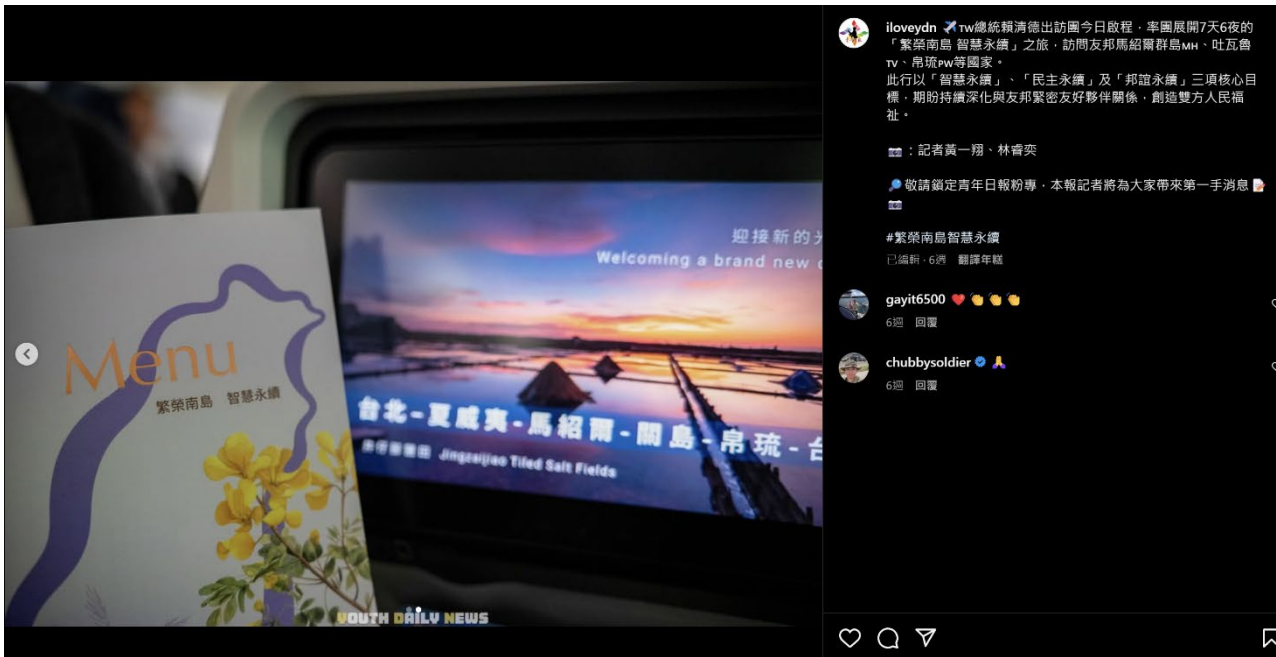 Menu
繁榮南島 智慧永續
迎接新的光
Welcoming a brand new
台北-夏威夷-馬紹爾-關島-帛琉-台
Jingzaijiao Tiled Salt Fields
YOUTH DAILY NEWS
iloveydn ✈️TW總統賴清德出訪團今日啟程，率團展開7天6夜的
「繁榮南島 智慧永續」之旅，訪問友邦馬紹爾群島MH、吐瓦魯
TV、帛琉PW等國家。
此行以「智慧永續」、「民主永續」及「邦誼永續」三項核心目
標，期盼持續深化與友邦緊密友好夥伴關係，創造雙方人民福
祉。
📷：記者黃一翔、林睿奕
🔎敬請鎖定青年日報粉專，本報記者將為大家帶來第一手消息📝
📷
#繁榮南島智慧永續
已編輯·6週 翻譯年糕
gayit6500 ❤️👏👏👏
6週 回覆
chubbysoldier 🙏
6週 回覆